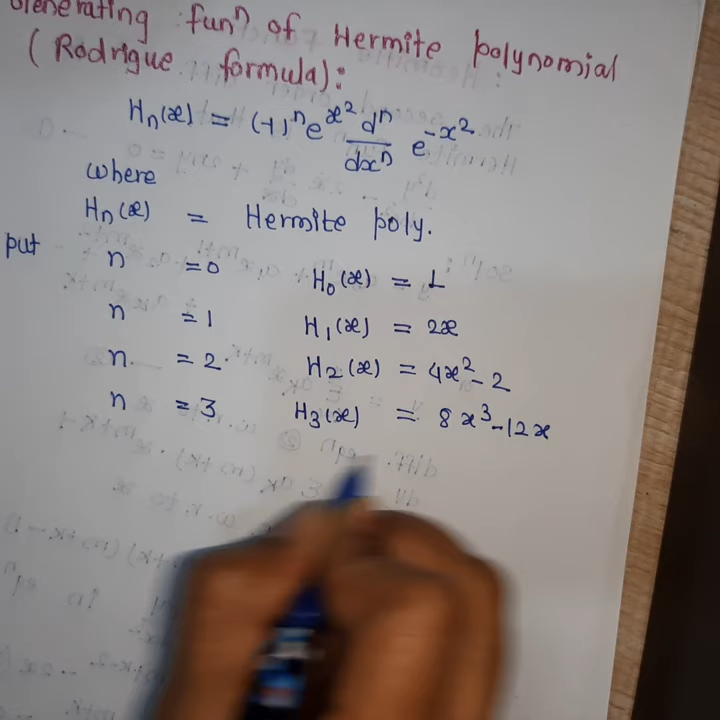 Generating funⁿ of Hermite polynomial
(Rodrigue formula):
Hₙ(x) = (-1)ⁿ e^x² dⁿ/dxⁿ e^-x²
where
Hₙ(x) = Hermite poly.
put n = 0 H₀(x) = 1
n = 1 H₁(x) = 2x
n = 2 H₂(x) = 4x² - 2
n = 3 H₃(x) = 8x³ - 12x